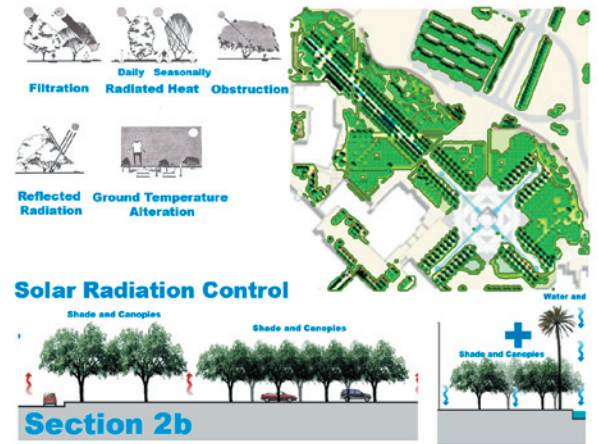 Daily Seasonally
Filtration Radiated Heat Obstruction
Reflected
Radiation
Ground Temperature
Alteration
Solar Radiation Control
Shade and Canopies
Shade and Canopies
Water and
Shade and Canopies
Section 2b